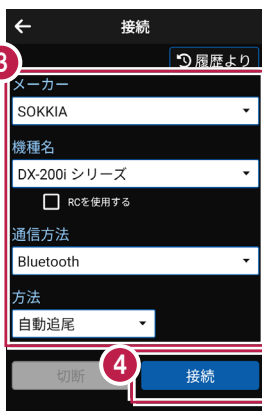 接続
履歴より
3
メーカー
SOKKIA
機種名
DX-200i シリーズ
RCを使用する
通信方法
Bluetooth
方法
自動追尾
4
切断
接続